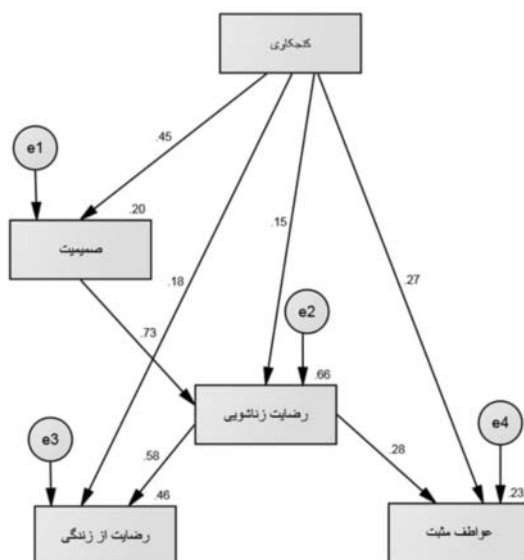 کنجکاوی
.45
e1
.20
صمیمیت
.15
.18
.27
e2
.73
.66
رضایت زناشویی
e3
.58
.28
e4
.46
.23
رضایت از زندگی
عواطف مثبت